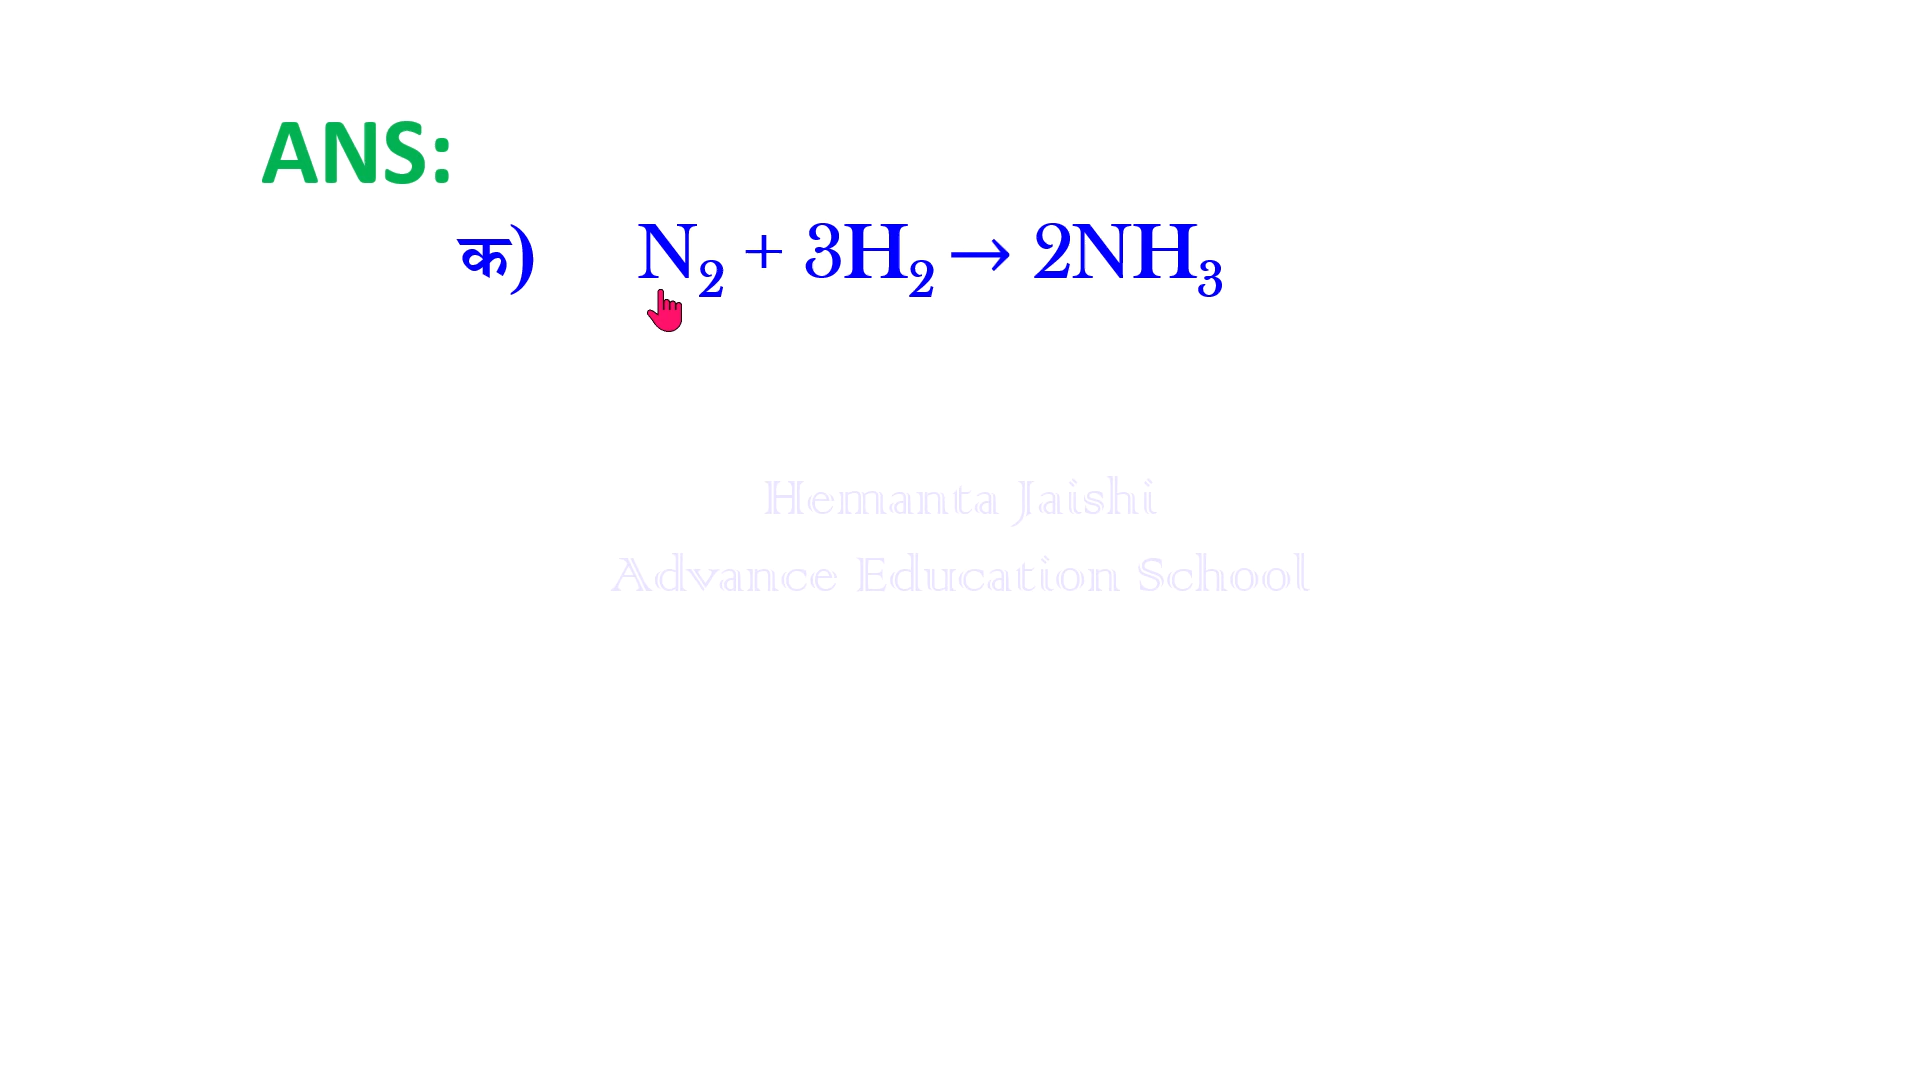 ANS:
क) N₂ + 3H₂ → 2NH₃
Hemanta Jaishi
Advance Education School